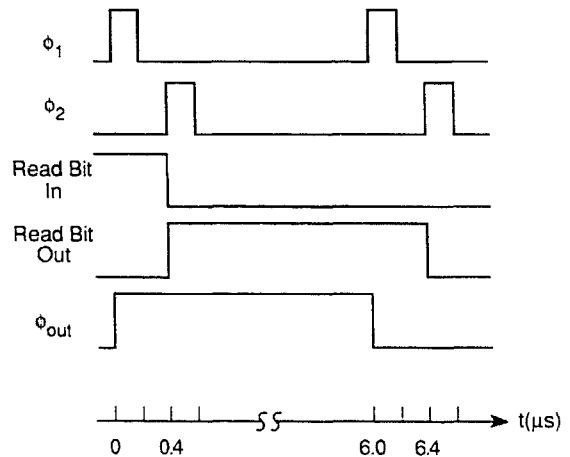 ϕ1
ϕ2
Read Bit
In
Read Bit
Out
ϕout
t(μs)
0 0.4 6.0 6.4